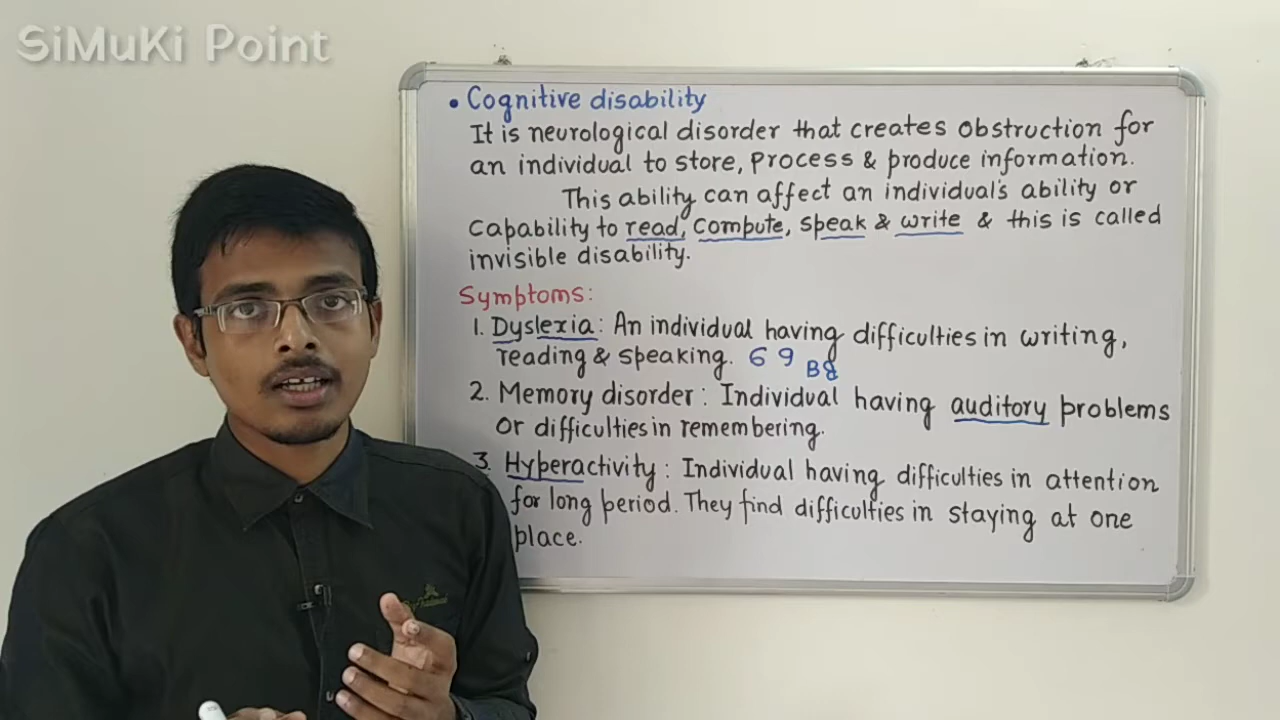 SiMuKi Point
• Cognitive disability
It is neurological disorder that creates obstruction for
an individual to store, process & produce information.
This ability can affect an individual's ability or
capability to read, compute, speak & write & this is called
invisible disability.
Symptoms:
1. Dyslexia: An individual having difficulties in writing,
reading & speaking. 6 9 B8
2. Memory disorder: Individual having auditory problems
or difficulties in remembering.
3. Hyperactivity: Individual having difficulties in attention
for long period. They find difficulties in staying at one
place.